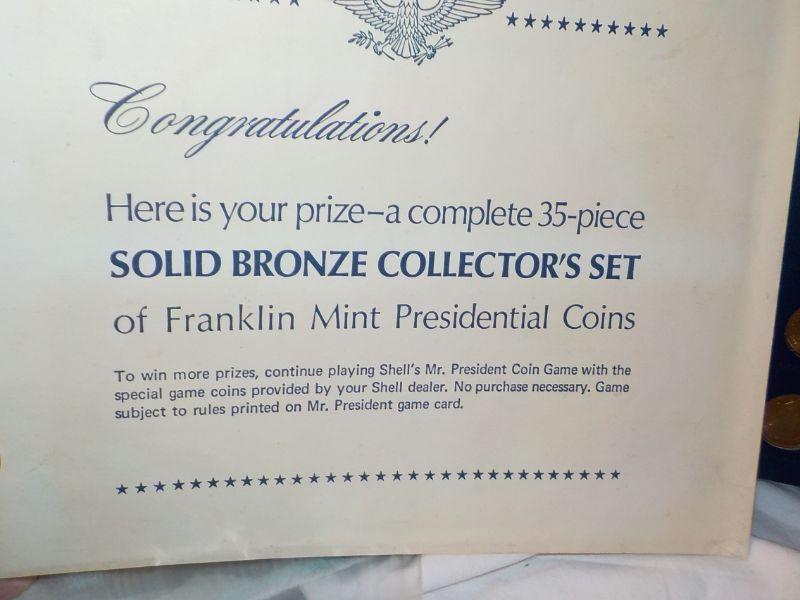 Congratulations!
Here is your prize–a complete 35-piece
SOLID BRONZE COLLECTOR'S SET
of Franklin Mint Presidential Coins
To win more prizes, continue playing Shell's Mr. President Coin Game with the
special game coins provided by your Shell dealer. No purchase necessary. Game
subject to rules printed on Mr. President game card.